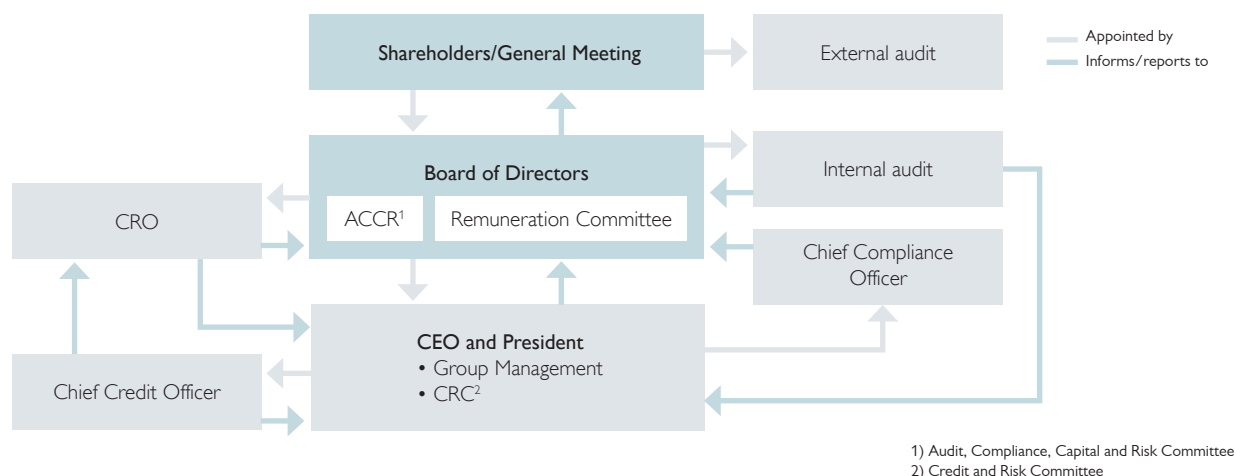 Shareholders/General Meeting
External audit
Appointed by
Informs/reports to
Board of Directors
ACCR¹
Remuneration Committee
Internal audit
CRO
Chief Compliance
Officer
CEO and President
• Group Management
• CRC²
Chief Credit Officer
1) Audit, Compliance, Capital and Risk Committee
2) Credit and Risk Committee